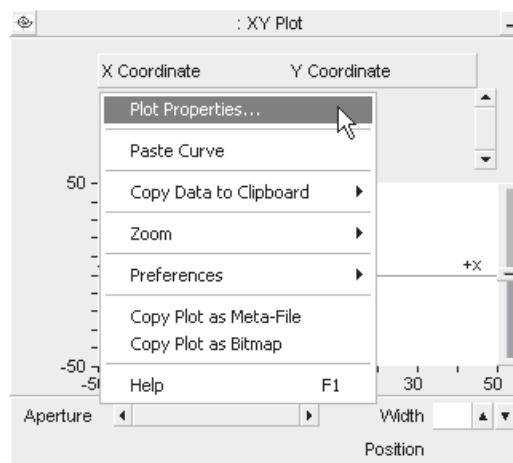 : XY Plot
X Coordinate Y Coordinate
Plot Properties...
Paste Curve
50
Copy Data to Clipboard
Zoom
+X
Preferences
Copy Plot as Meta-File
Copy Plot as Bitmap
-50
Help F1
30 50
Aperture Width
Position